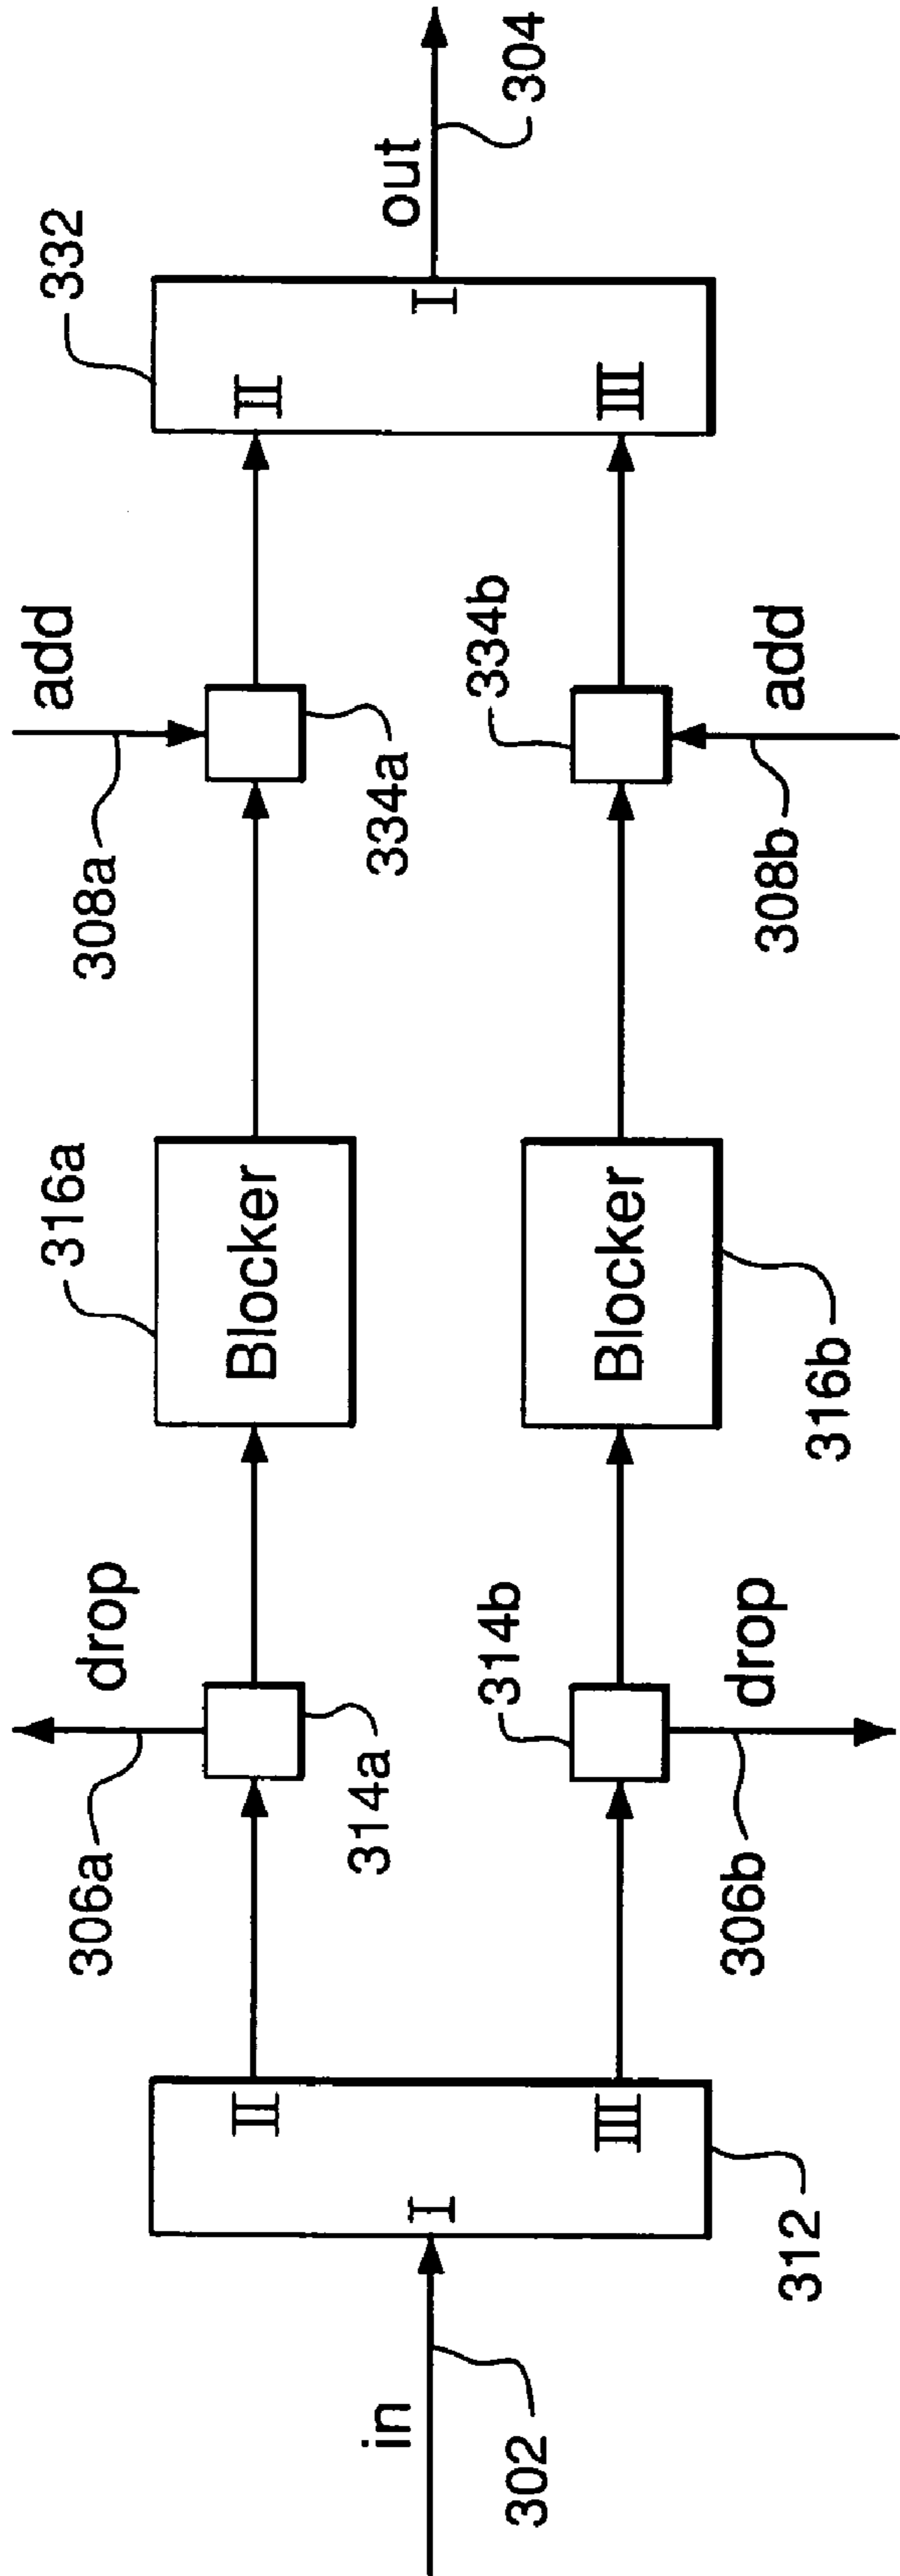 in
302
I
II
III
312
306a
drop
314a
314b
306b
drop
316a
Blocker
Blocker
316b
308a
add
334a
334b
308b
add
332
II
III
I
out
304